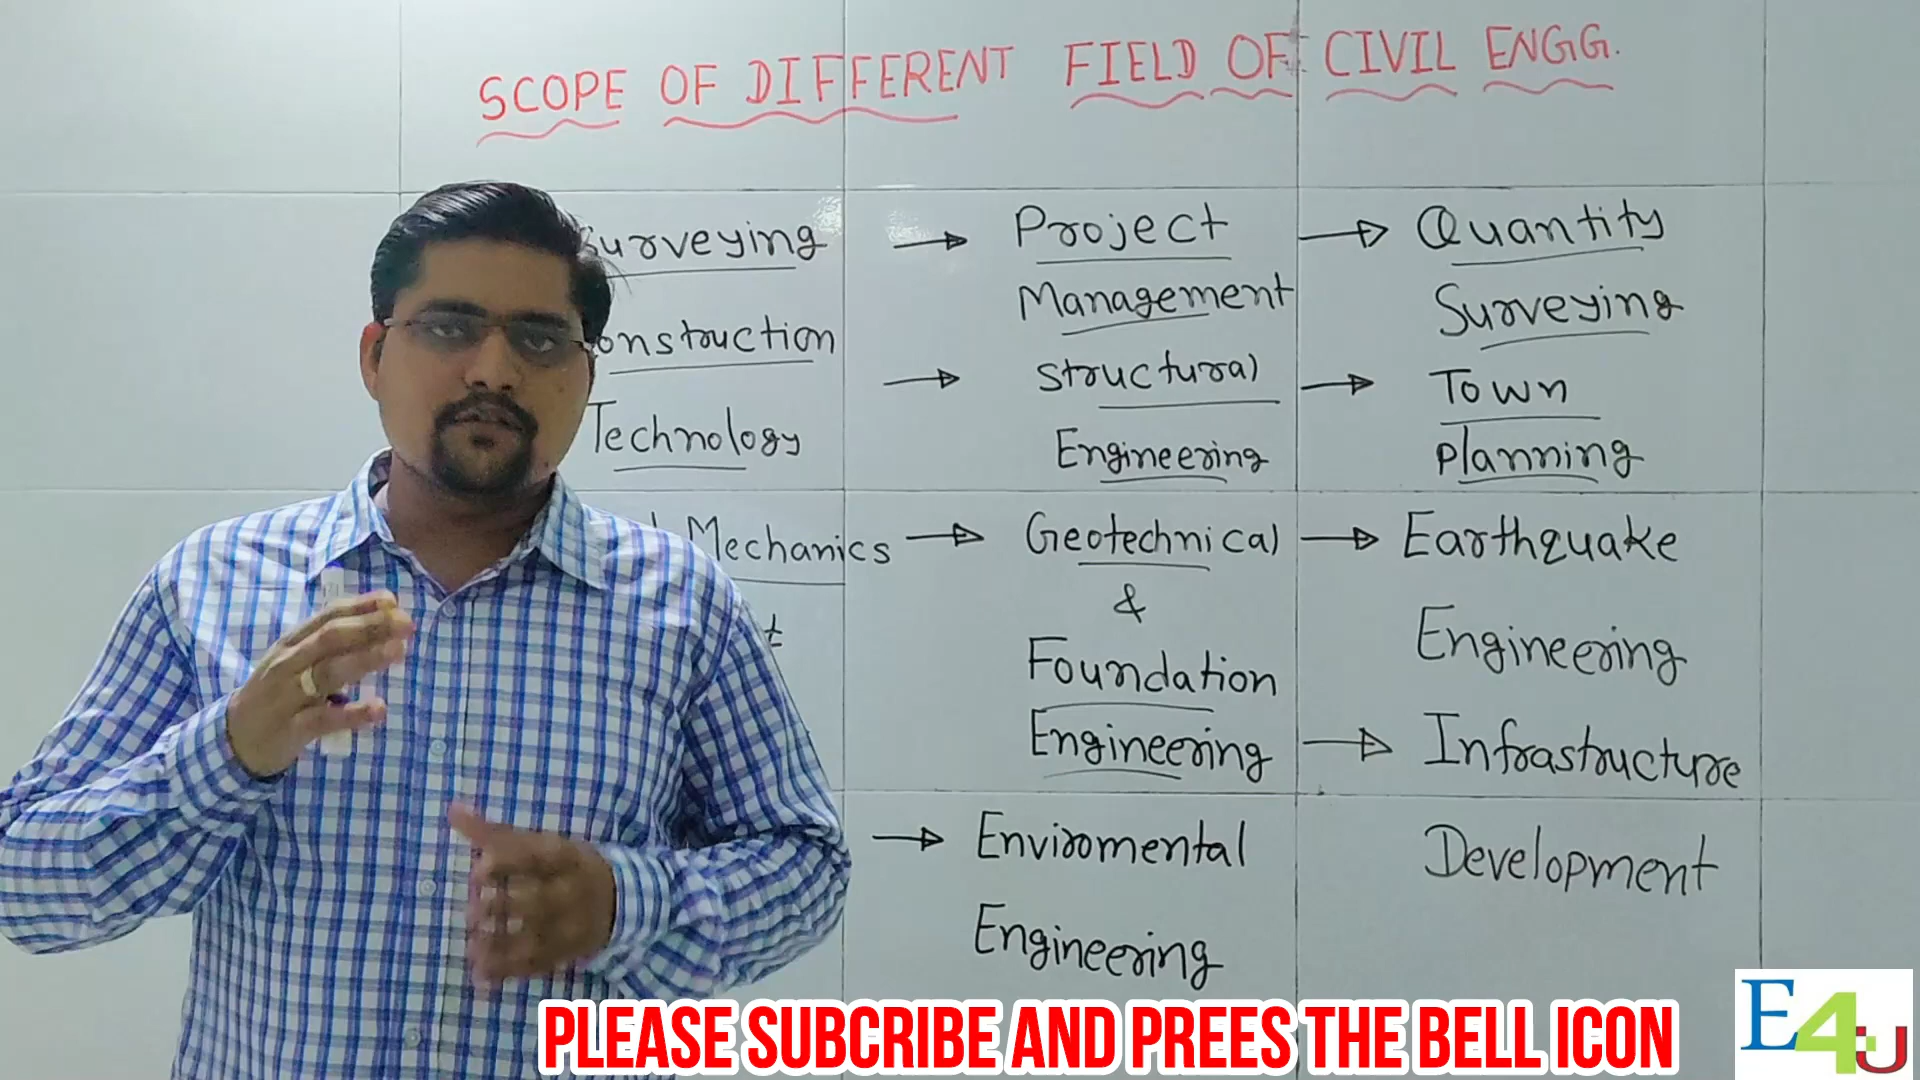 SCOPE OF DIFFERENT FIELD OF CIVIL ENGG.
Surveying
onstruction
Technology
Mechanics
→ Project
Management
→ Structural
Engineering
→ Geotechnical
&
Foundation
Engineering
→ Enviromental
Engineering
→ Quantity
Surveying
→ Town
planning
→ Earthquake
Engineering
→ Infrastructure
Development
PLEASE SUBCRIBE AND PREES THE BELL ICON
E4U